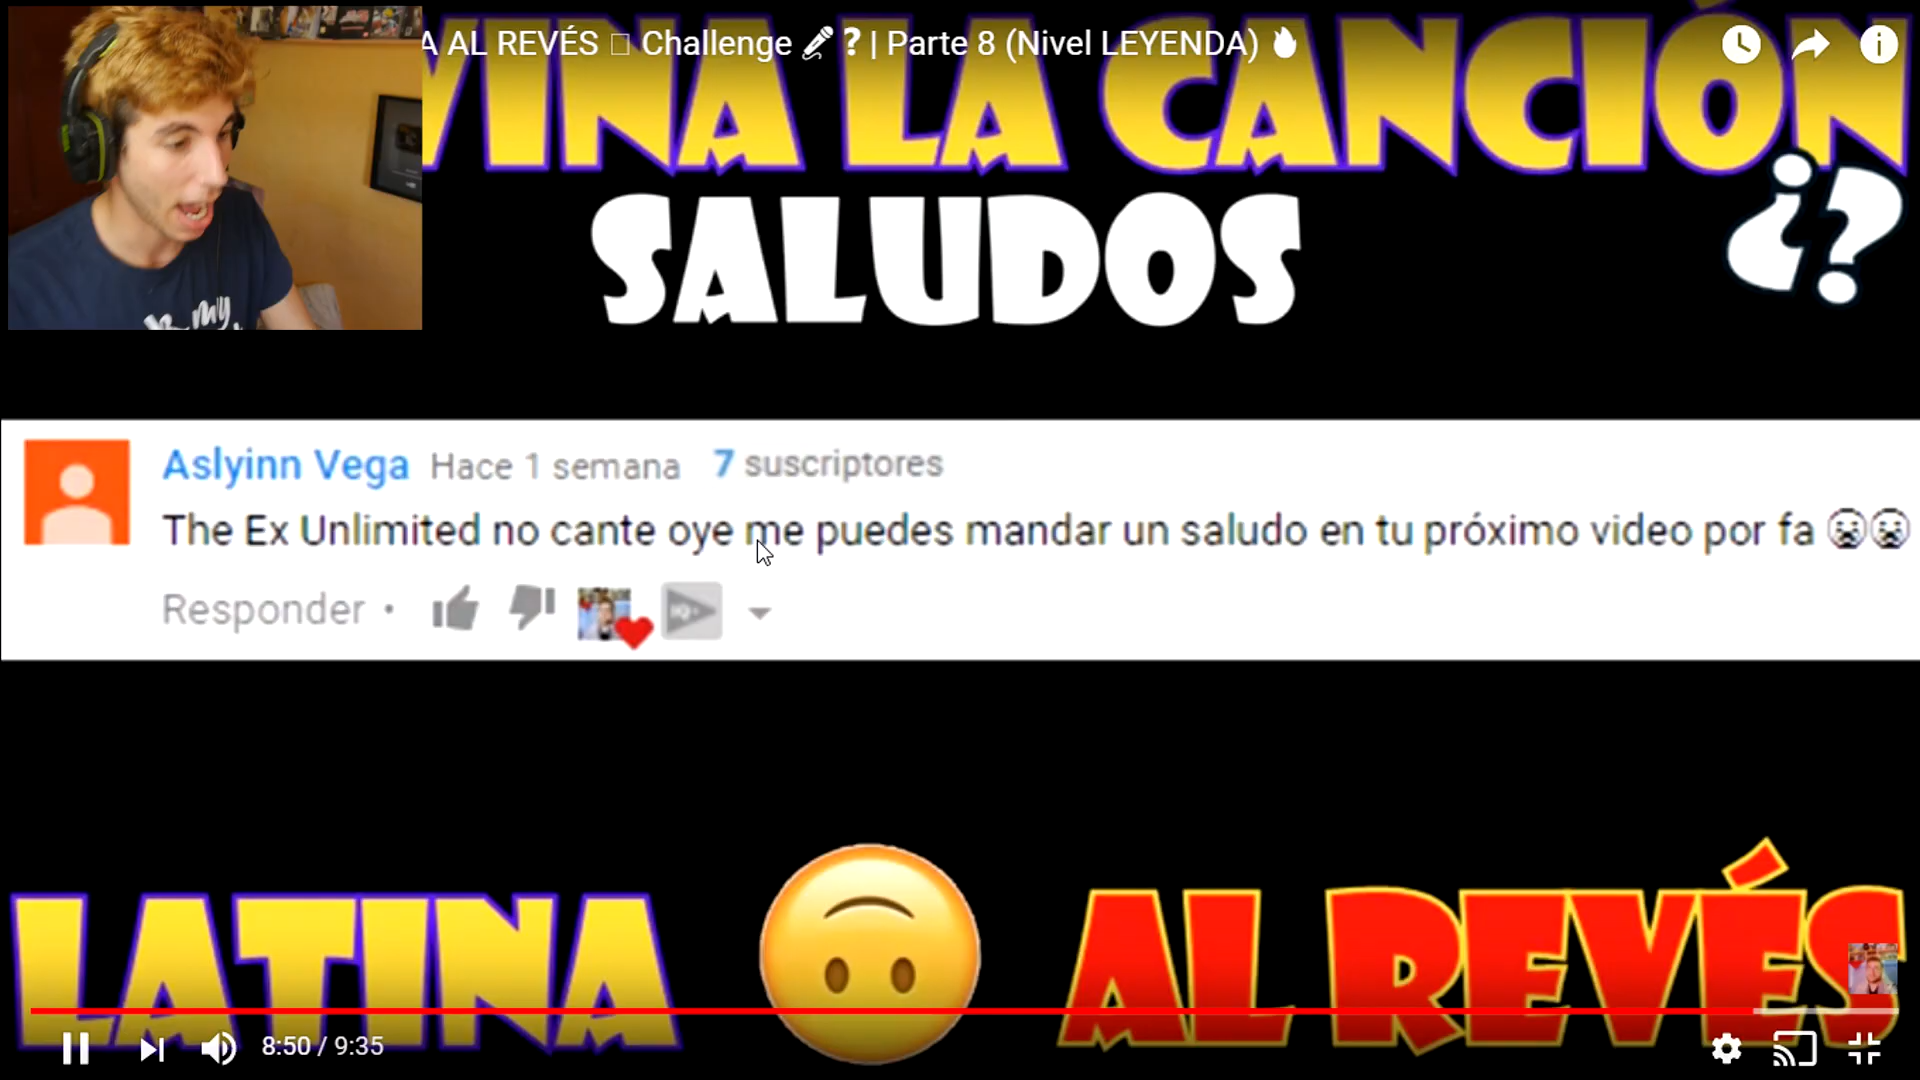 A AL REVÉS Challenge 🎤 ? | Parte 8 (Nivel LEYENDA) 🔥
VINA LA CANCIÓN
¿?
SALUDOS
Aslyinn Vega Hace 1 semana 7 suscriptores
The Ex Unlimited no cante oye me puedes mandar un saludo en tu próximo video por fa 😭😭
Responder •
LATINA 🙃 AL REVÉS
8:50 / 9:35